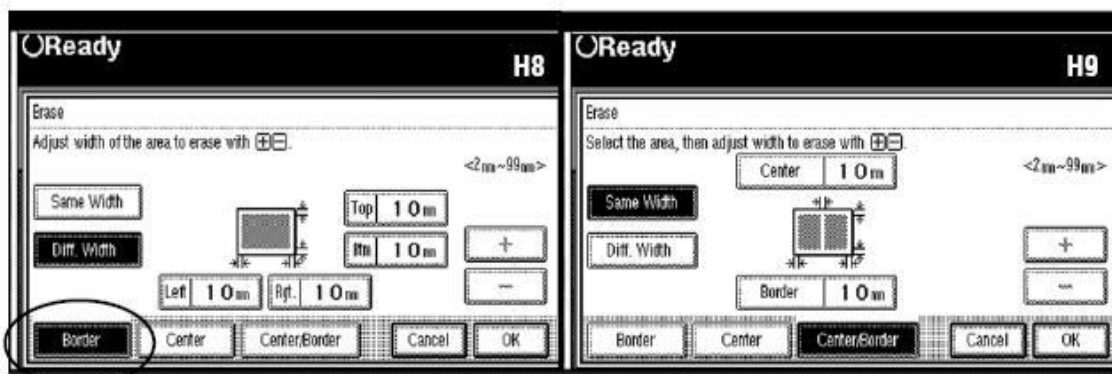 Ready
H8
Erase
Adjust width of the area to erase with + −.
<2mm~99mm>
Same Width
Diff. Width
Top 10mm
Btm 10mm
Left 10mm Rgt. 10mm
+
−
Border Center Center/Border Cancel OK
Ready
H9
Erase
Select the area, then adjust width to erase with + −.
<2mm~99mm>
Center 10mm
Same Width
Diff. Width
Border 10mm
+
−
Border Center Center/Border Cancel OK